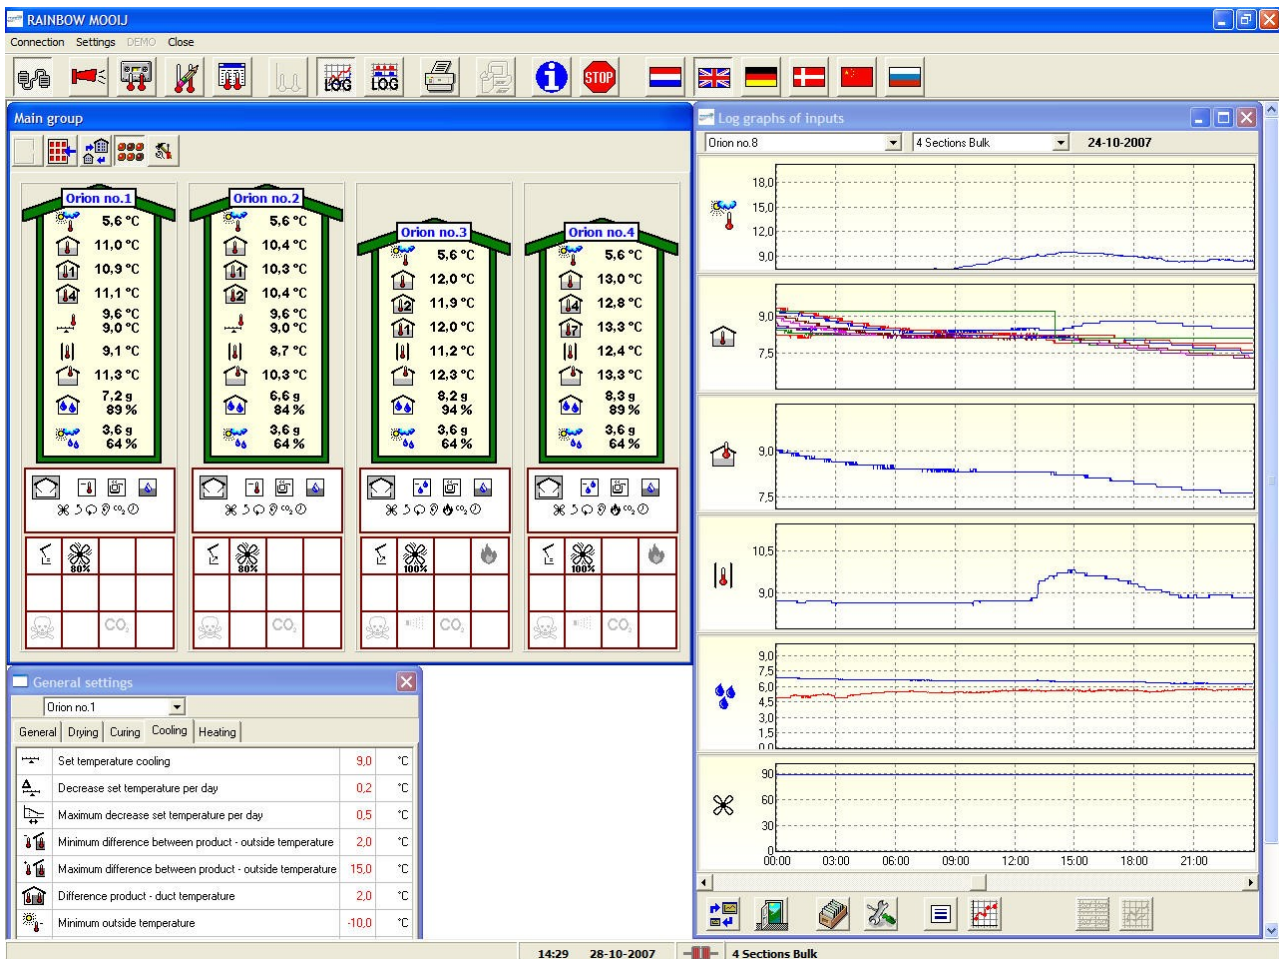 RAINBOW MOOIJ
Connection Settings DEMO Close
LOG LOG i STOP
Main group
Orion no.1
5,6 °C
11,0 °C
1 10,9 °C
4 11,1 °C
9,6 °C
9,0 °C
9,1 °C
11,3 °C
7,2 g
89 %
3,6 g
64 %
CO2
80%
CO2
Orion no.2
5,6 °C
10,4 °C
1 10,3 °C
2 10,4 °C
9,6 °C
9,0 °C
8,7 °C
10,3 °C
6,6 g
84 %
3,6 g
64 %
CO2
80%
CO2
Orion no.3
5,6 °C
12,0 °C
2 11,9 °C
1 12,0 °C
11,2 °C
12,3 °C
8,2 g
94 %
3,6 g
64 %
CO2
100%
CO2
Orion no.4
5,6 °C
13,0 °C
4 12,8 °C
7 13,3 °C
12,4 °C
13,3 °C
8,3 g
89 %
3,6 g
64 %
CO2
100%
CO2
General settings
Orion no.1
General Drying Curing Cooling Heating
Set temperature cooling 9,0 °C
Decrease set temperature per day 0,2 °C
Maximum decrease set temperature per day 0,5 °C
Minimum difference between product - outside temperature 2,0 °C
Maximum difference between product - outside temperature 15,0 °C
Difference product - duct temperature 2,0 °C
Minimum outside temperature -10,0 °C
Log graphs of inputs
Orion no.8 4 Sections Bulk 24-10-2007
18,0
15,0
12,0
9,0
9,0
7,5
9,0
7,5
10,5
9,0
9,0
7,5
6,0
4,5
3,0
1,5
0,0
90
60
30
0
00:00 03:00 06:00 09:00 12:00 15:00 18:00 21:00
14:29 28-10-2007 4 Sections Bulk